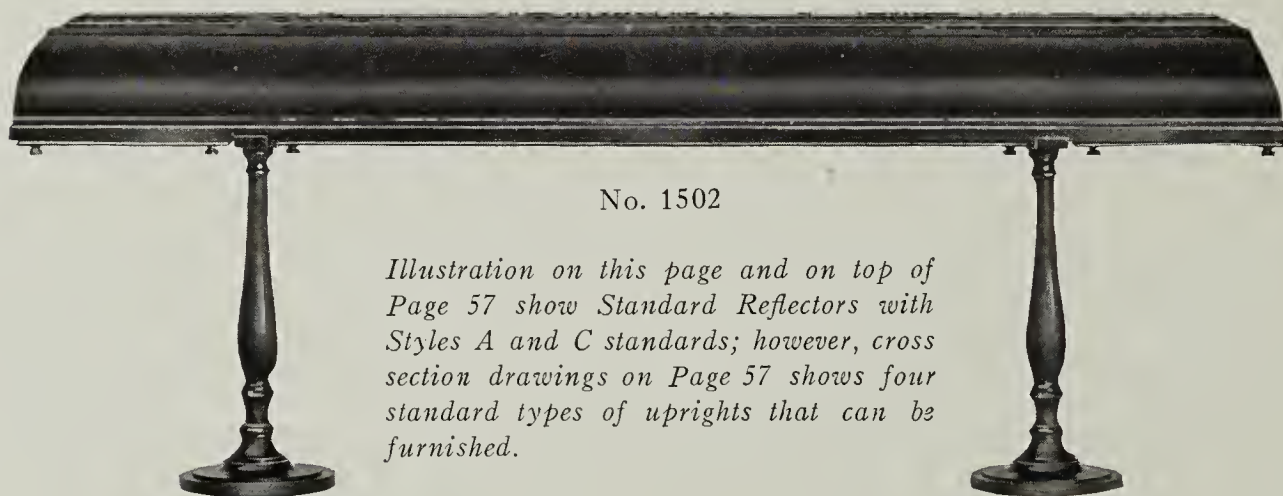 No. 1502
Illustration on this page and on top of
Page 57 show Standard Reflectors with
Styles A and C standards; however, cross
section drawings on Page 57 shows four
standard types of uprights that can be
furnished.